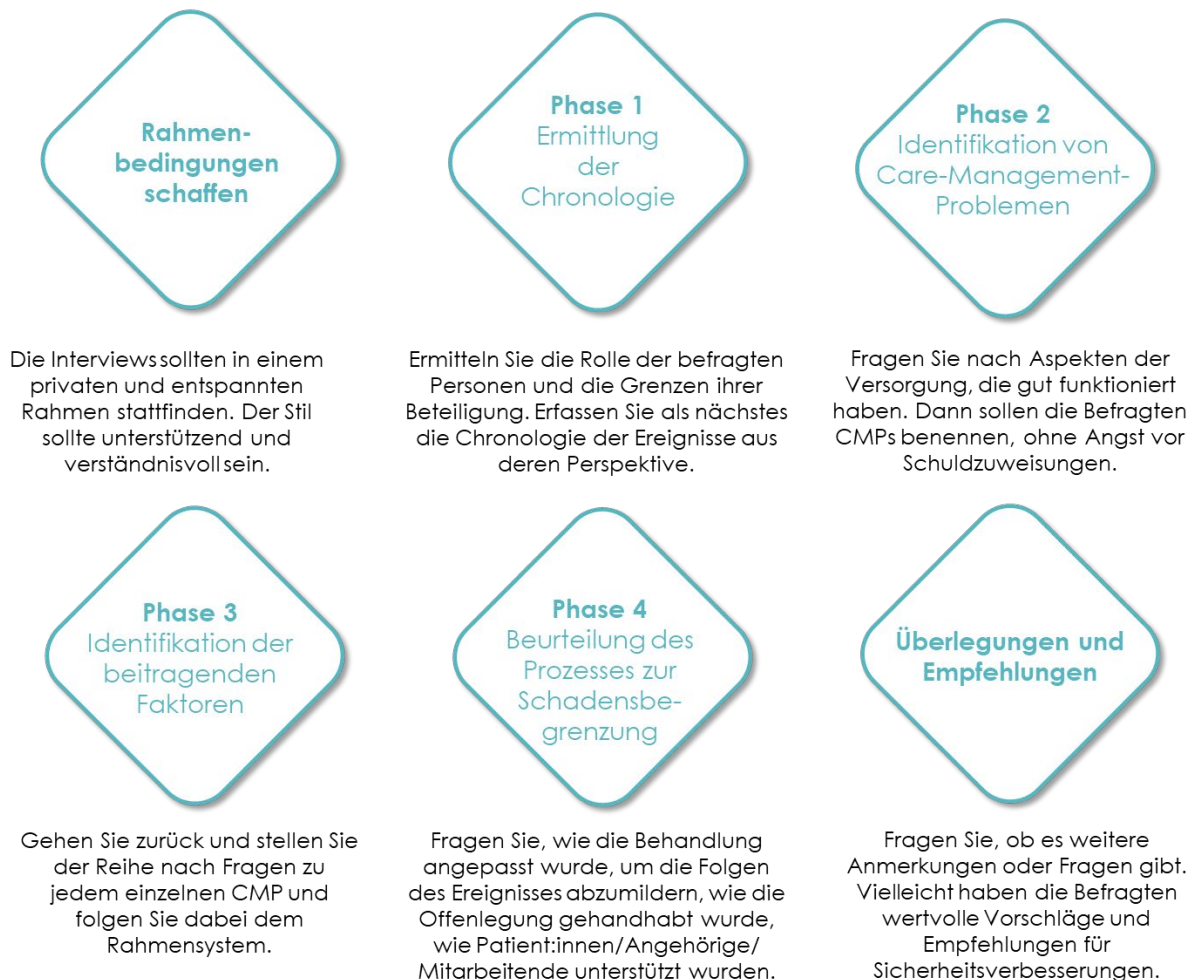 Rahmen-
bedingungen
schaffen
Die Interviews sollten in einem
privaten und entspannten
Rahmen stattfinden. Der Stil
sollte unterstützend und
verständnisvoll sein.
Phase 1
Ermittlung
der
Chronologie
Ermitteln Sie die Rolle der befragten
Personen und die Grenzen ihrer
Beteiligung. Erfassen Sie als nächstes
die Chronologie der Ereignisse aus
deren Perspektive.
Phase 2
Identifikation von
Care-Management-
Problemen
Fragen Sie nach Aspekten der
Versorgung, die gut funktioniert
haben. Dann sollen die Befragten
CMPs benennen, ohne Angst vor
Schuldzuweisungen.
Phase 3
Identifikation der
beitragenden
Faktoren
Gehen Sie zurück und stellen Sie
der Reihe nach Fragen zu
jedem einzelnen CMP und
folgen Sie dabei dem
Rahmensystem.
Phase 4
Beurteilung des
Prozesses zur
Schadensbe-
grenzung
Fragen Sie, wie die Behandlung
angepasst wurde, um die Folgen
des Ereignisses abzumildern, wie die
Offenlegung gehandhabt wurde,
wie Patient:innen/Angehörige/
Mitarbeitende unterstützt wurden.
Überlegungen und
Empfehlungen
Fragen Sie, ob es weitere
Anmerkungen oder Fragen gibt.
Vielleicht haben die Befragten
wertvolle Vorschläge und
Empfehlungen für
Sicherheitsverbesserungen.